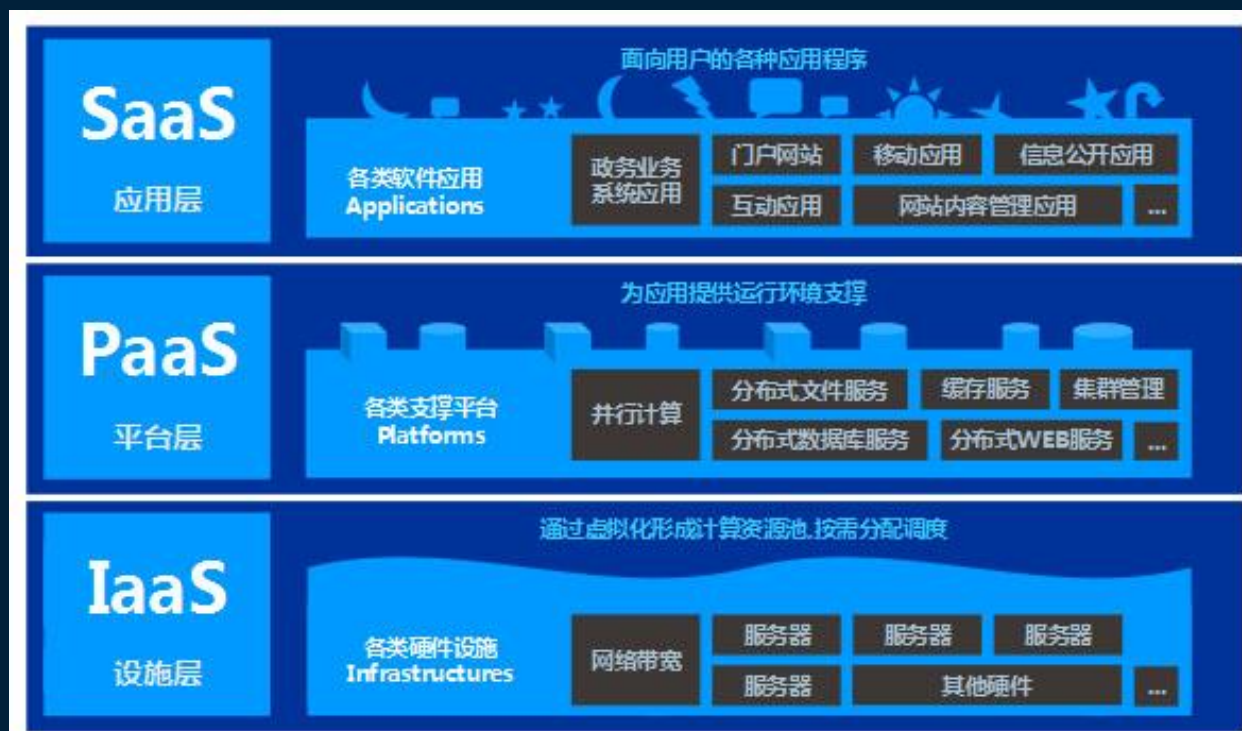 SaaS
应用层
面向用户的各种应用程序
各类软件应用
Applications
政务业务
系统应用
门户网站
移动应用
信息公开应用
互动应用
网站内容管理应用
...
PaaS
平台层
为应用提供运行环境支撑
各类支撑平台
Platforms
并行计算
分布式文件服务
缓存服务
集群管理
分布式数据库服务
分布式WEB服务
...
IaaS
设施层
通过虚拟化形成计算资源池,按需分配调度
各类硬件设施
Infrastructures
网络带宽
服务器
服务器
服务器
服务器
其他硬件
...